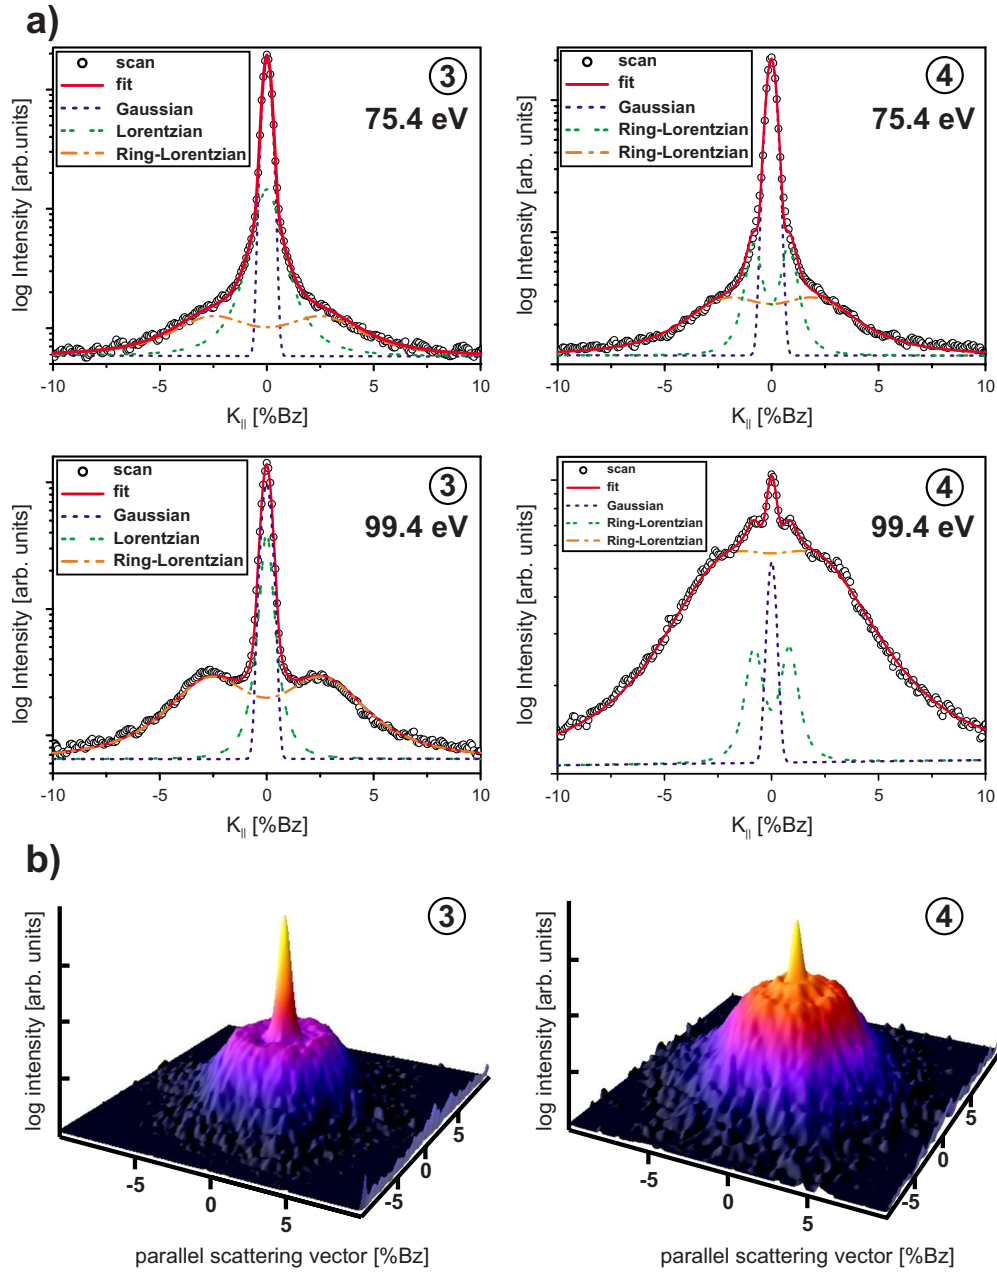 a)
scan
fit
Gaussian
Lorentzian
Ring-Lorentzian
3
75.4 eV
log Intensity [arb.units]
-10
-5
0
5
10
K|| [%Bz]
scan
fit
Gaussian
Ring-Lorentzian
Ring-Lorentzian
4
75.4 eV
log Intensity [arb. units]
-10
-5
0
5
10
K|| [%Bz]
scan
fit
Gaussian
Lorentzian
Ring-Lorentzian
3
99.4 eV
log Intensity [arb. units]
-10
-5
0
5
10
K|| [%Bz]
scan
fit
Gaussian
Ring-Lorentzian
Ring-Lorentzian
4
99.4 eV
log Intensity [arb. units]
-10
-5
0
5
10
K|| [%Bz]
b)
3
log intensity [arb. units]
-5
0
5
-5
0
5
parallel scattering vector [%Bz]
4
log intensity [arb. units]
-5
0
5
-5
0
5
parallel scattering vector [%Bz]